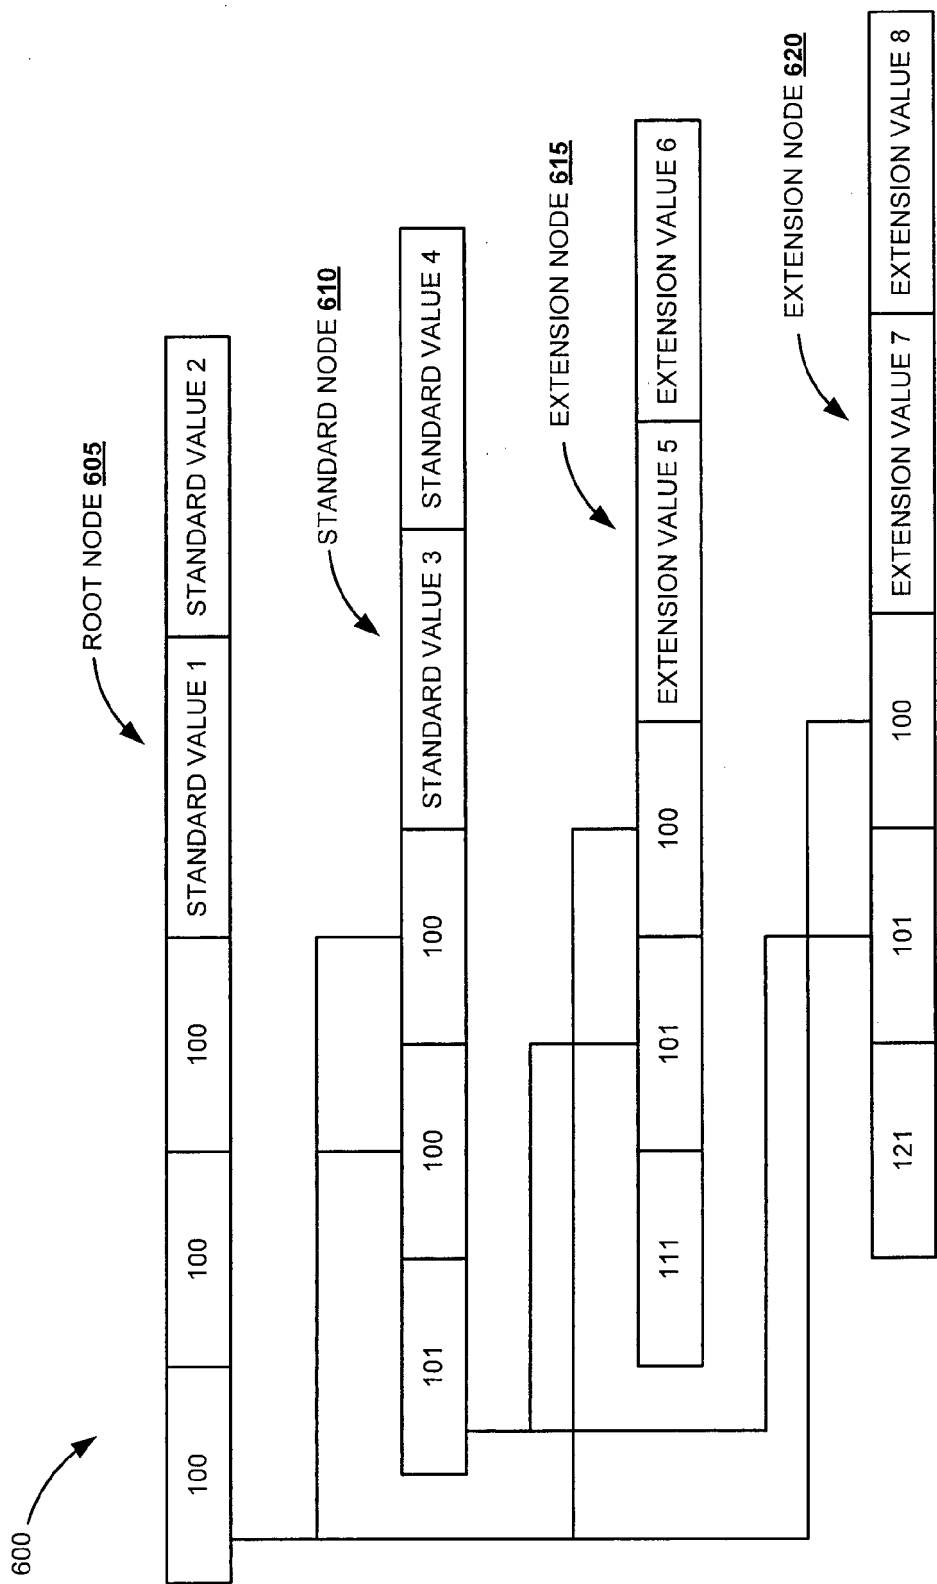 600
ROOT NODE 605
100 100 100 STANDARD VALUE 1 STANDARD VALUE 2
STANDARD NODE 610
101 100 100 STANDARD VALUE 3 STANDARD VALUE 4
EXTENSION NODE 615
111 101 100 EXTENSION VALUE 5 EXTENSION VALUE 6
EXTENSION NODE 620
121 101 100 EXTENSION VALUE 7 EXTENSION VALUE 8